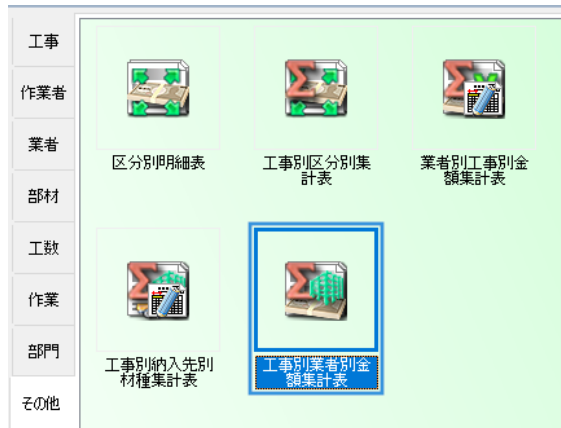 工事
作業者
業者
部材
工数
作業
部門
その他
区分別明細表
工事別区分別集
計表
業者別工事別金
額集計表
工事別納入先別
材種集計表
工事別業者別金
額集計表